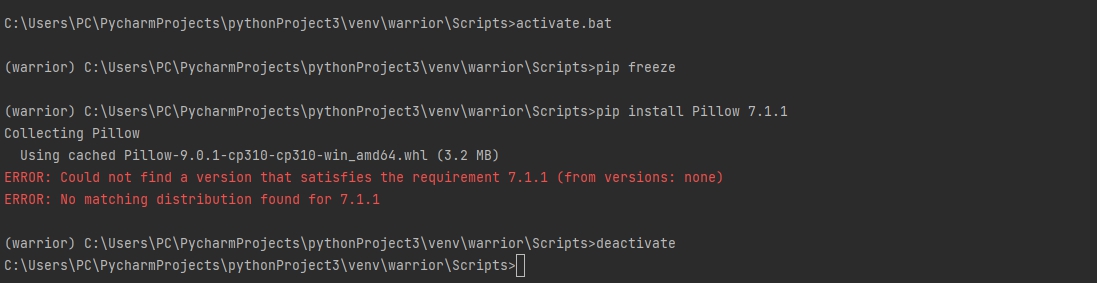 C:\Users\PC\PycharmProjects\pythonProject3\venv\warrior\Scripts>activate.bat
(warrior) C:\Users\PC\PycharmProjects\pythonProject3\venv\warrior\Scripts>pip freeze
(warrior) C:\Users\PC\PycharmProjects\pythonProject3\venv\warrior\Scripts>pip install Pillow 7.1.1
Collecting Pillow
  Using cached Pillow-9.0.1-cp310-cp310-win_amd64.whl (3.2 MB)
ERROR: Could not find a version that satisfies the requirement 7.1.1 (from versions: none)
ERROR: No matching distribution found for 7.1.1
(warrior) C:\Users\PC\PycharmProjects\pythonProject3\venv\warrior\Scripts>deactivate
C:\Users\PC\PycharmProjects\pythonProject3\venv\warrior\Scripts>